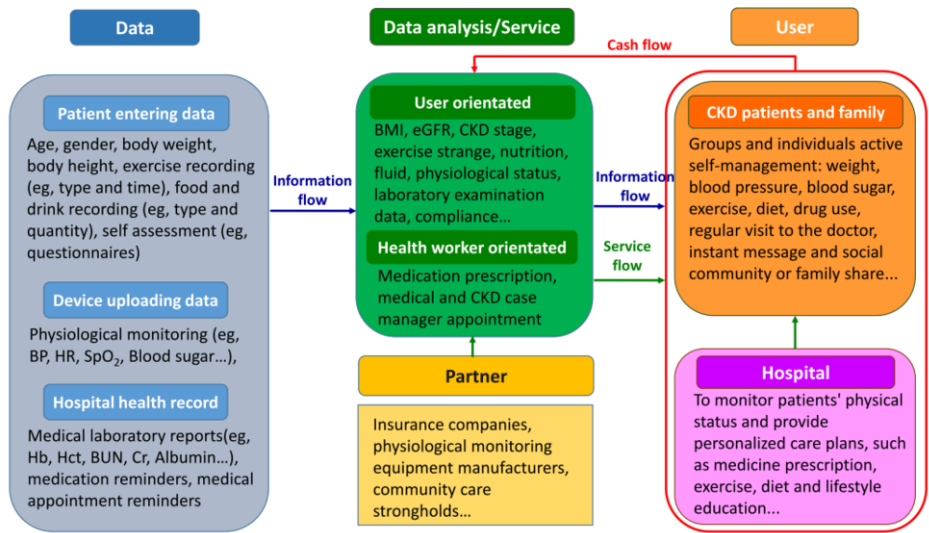 Data
Data analysis/Service
User
Cash flow
Patient entering data
Age, gender, body weight,
body height, exercise recording
(eg, type and time), food and
drink recording (eg, type and
quantity), self assessment (eg,
questionnaires)
Device uploading data
Physiological monitoring (eg,
BP, HR, SpO₂, Blood sugar…),
Hospital health record
Medical laboratory reports(eg,
Hb, Hct, BUN, Cr, Albumin…),
medication reminders, medical
appointment reminders
Information
flow
User orientated
BMI, eGFR, CKD stage,
exercise strange, nutrition,
fluid, physiological status,
laboratory examination
data, compliance…
Health worker orientated
Medication prescription,
medical and CKD case
manager appointment
Partner
Insurance companies,
physiological monitoring
equipment manufacturers,
community care
strongholds…
Information
flow
Service
flow
CKD patients and family
Groups and individuals active
self-management: weight,
blood pressure, blood sugar,
exercise, diet, drug use,
regular visit to the doctor,
instant message and social
community or family share...
Hospital
To monitor patients' physical
status and provide
personalized care plans, such
as medicine prescription,
exercise, diet and lifestyle
education...